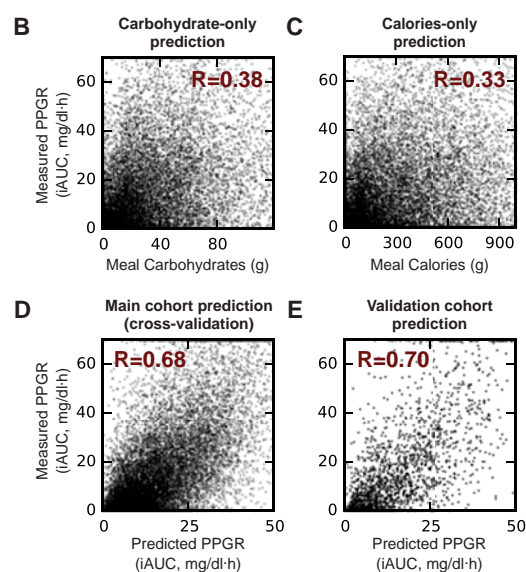 B
Carbohydrate-only
prediction
Measured PPGR
(iAUC, mg/dl·h)
60
40
20
0
R=0.38
0 40 80
Meal Carbohydrates (g)
C
Calories-only
prediction
60
40
20
0
R=0.33
0 300 600 900
Meal Calories (g)
D
Main cohort prediction
(cross-validation)
Measured PPGR
(iAUC, mg/dl·h)
60
40
20
0
R=0.68
0 25 50
Predicted PPGR
(iAUC, mg/dl·h)
E
Validation cohort
prediction
60
40
20
0
R=0.70
0 25 50
Predicted PPGR
(iAUC, mg/dl·h)